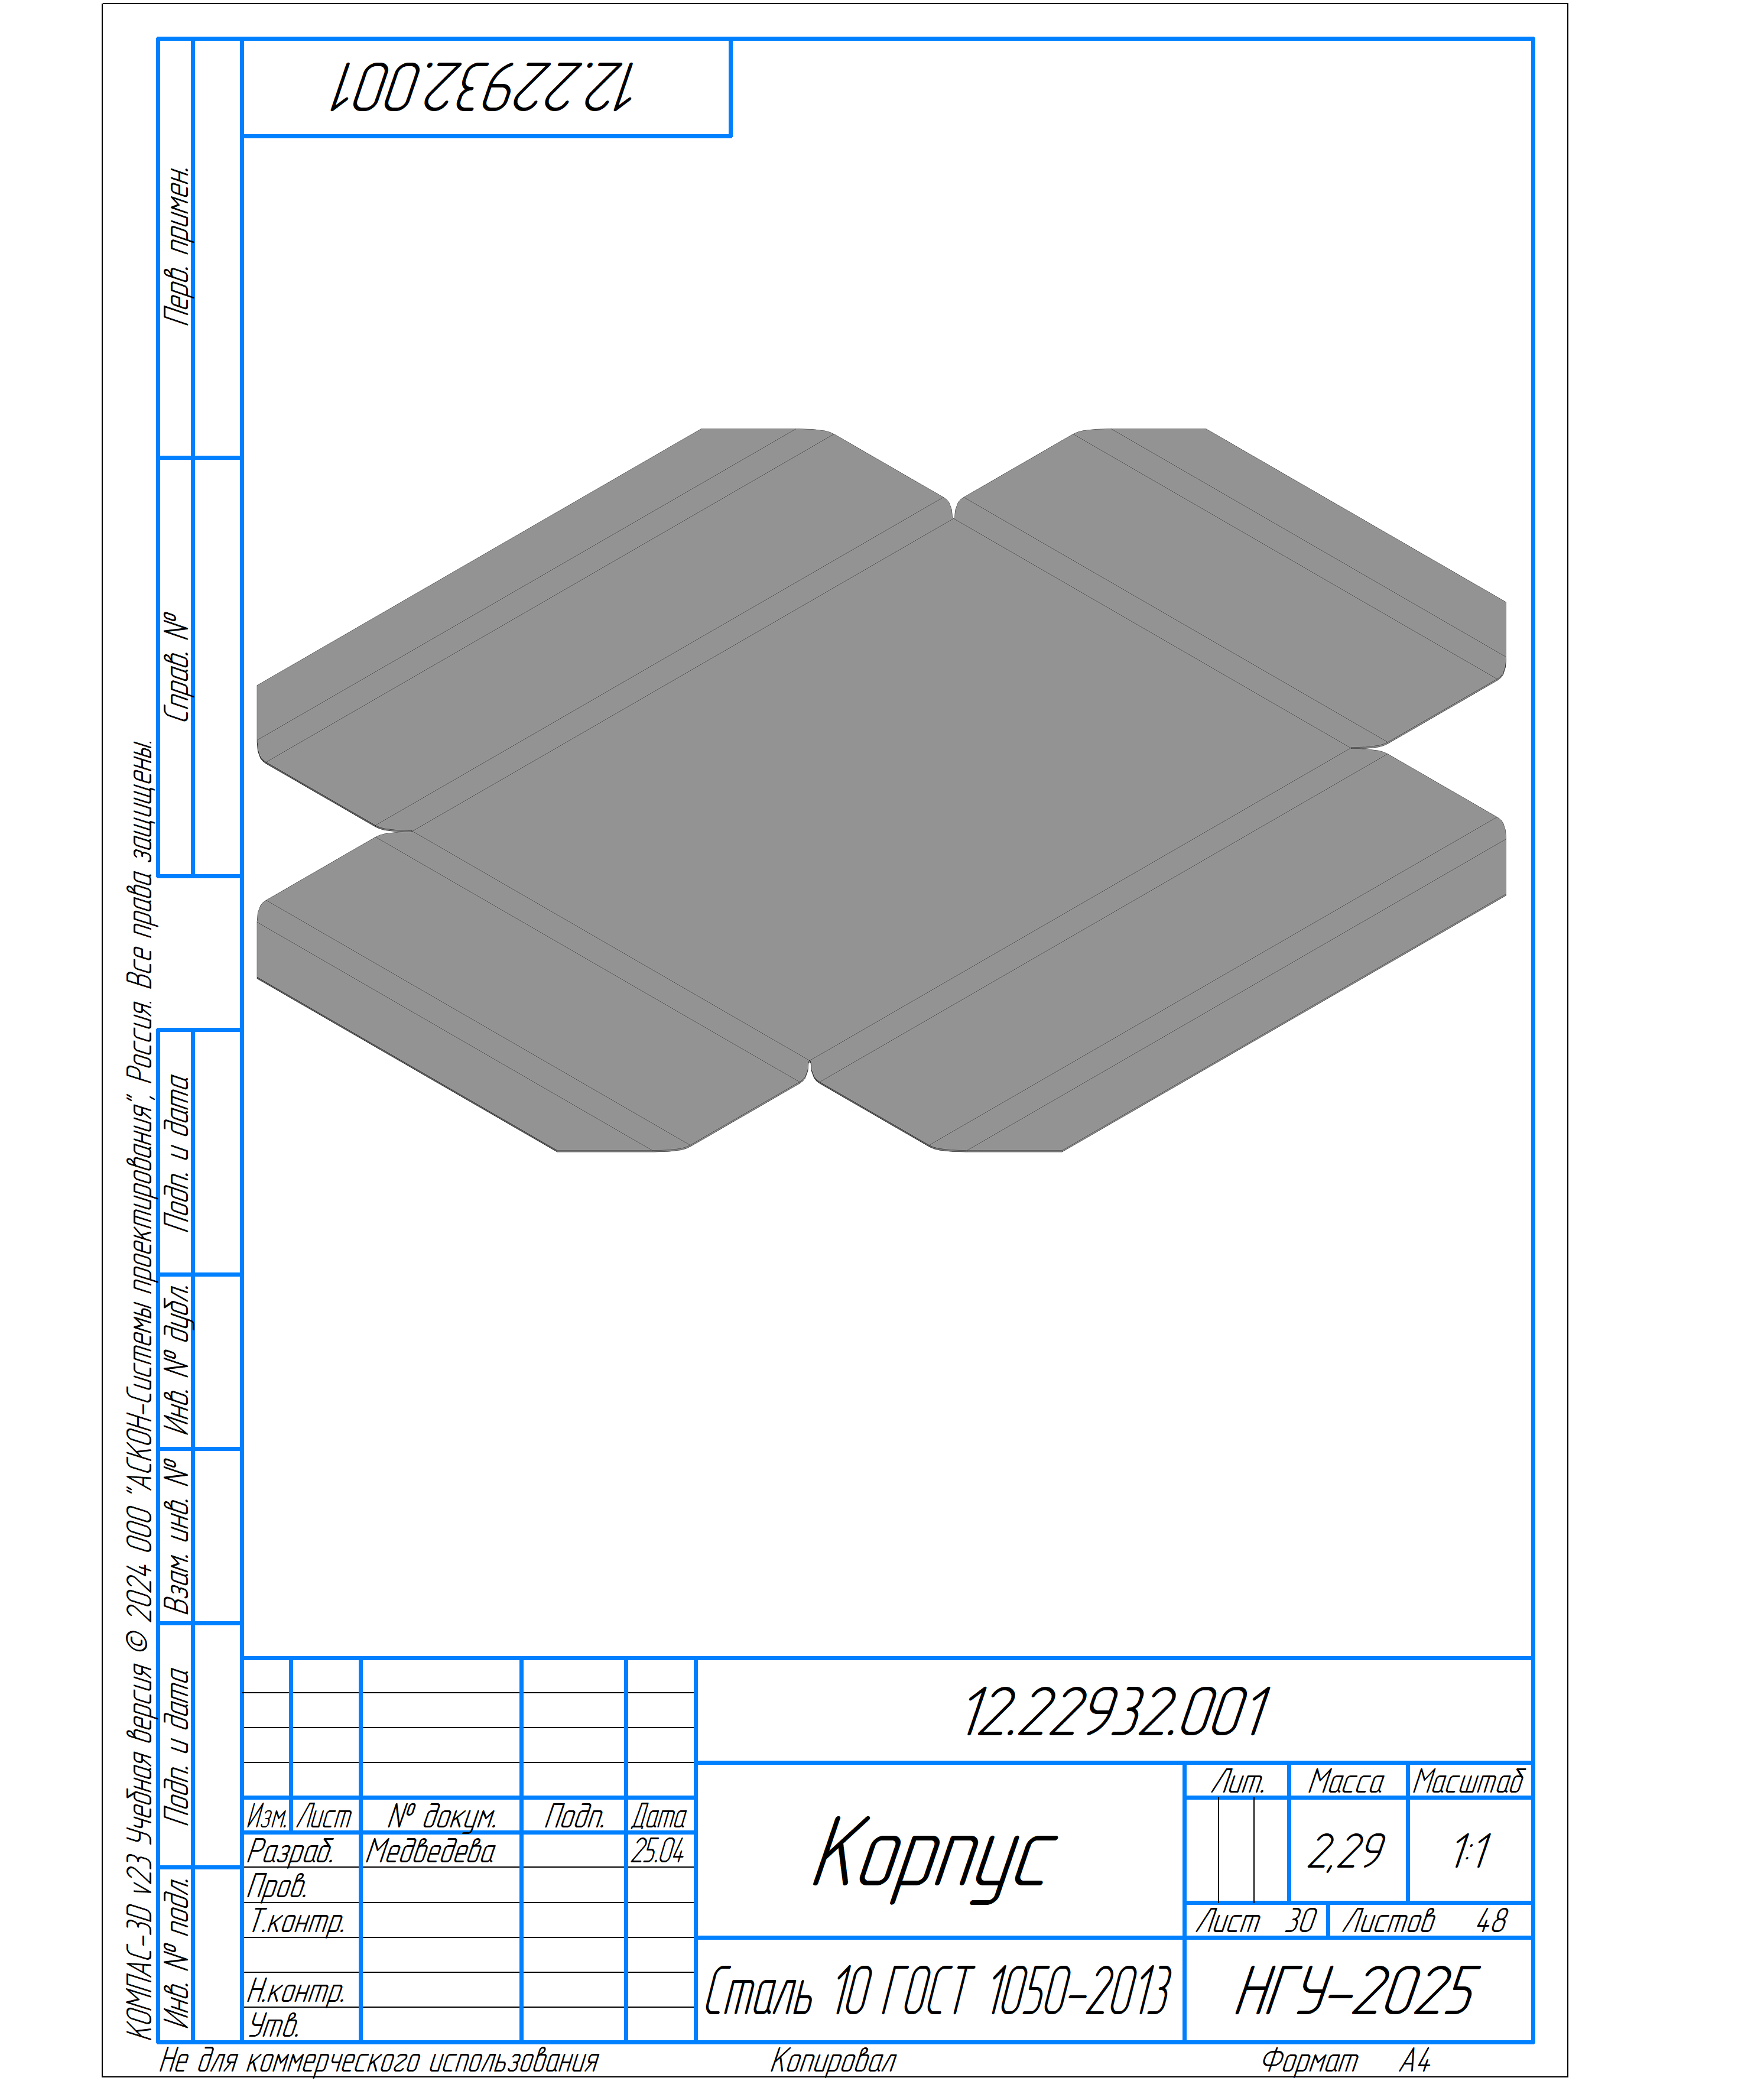 12.22932.001
Перв. примен.
Справ. №
Подп. и дата
Инв. № дубл.
Взам. инв. №
Подп. и дата
Инв. № подл.
КОМПАС-3D v23 Учебная версия © 2024 ООО "АСКОН-Системы проектирования", Россия. Все права защищены.
12.22932.001
Лит. Масса Масштаб
Изм. Лист № докум. Подп. Дата
Разраб. Медведева 25.04
Корпус
2,29 1:1
Пров.
Т.контр.
Лист 30 Листов 48
Н.контр.
Сталь 10 ГОСТ 1050-2013
НГУ-2025
Утв.
Не для коммерческого использования Копировал Формат A4